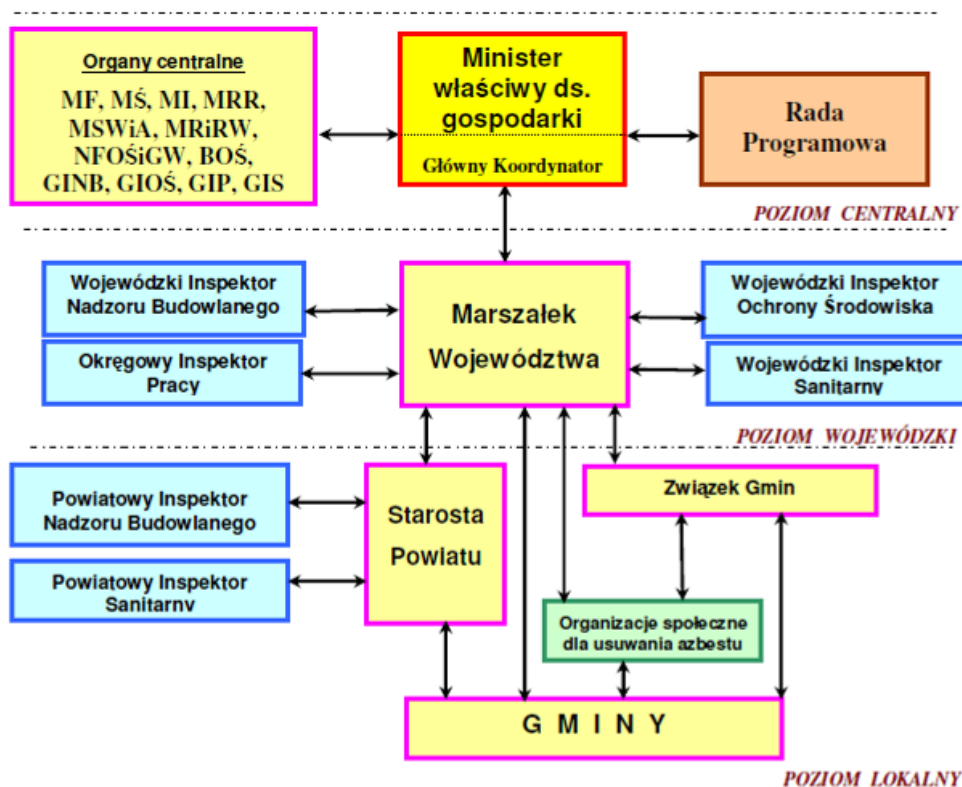 Organy centralne
MF, MŚ, MI, MRR,
MSWiA, MRiRW,
NFOŚiGW, BOŚ,
GINB, GIOŚ, GIP, GIS
Minister
właściwy ds.
gospodarki
Główny Koordynator
Rada
Programowa
POZIOM CENTRALNY
Wojewódzki Inspektor
Nadzoru Budowlanego
Okręgowy Inspektor
Pracy
Marszałek
Województwa
Wojewódzki Inspektor
Ochrony Środowiska
Wojewódzki Inspektor
Sanitarny
POZIOM WOJEWÓDZKI
Powiatowy Inspektor
Nadzoru Budowlanego
Powiatowy Inspektor
Sanitarny
Starosta
Powiatu
Związek Gmin
Organizacje społeczne
dla usuwania azbestu
G M I N Y
POZIOM LOKALNY